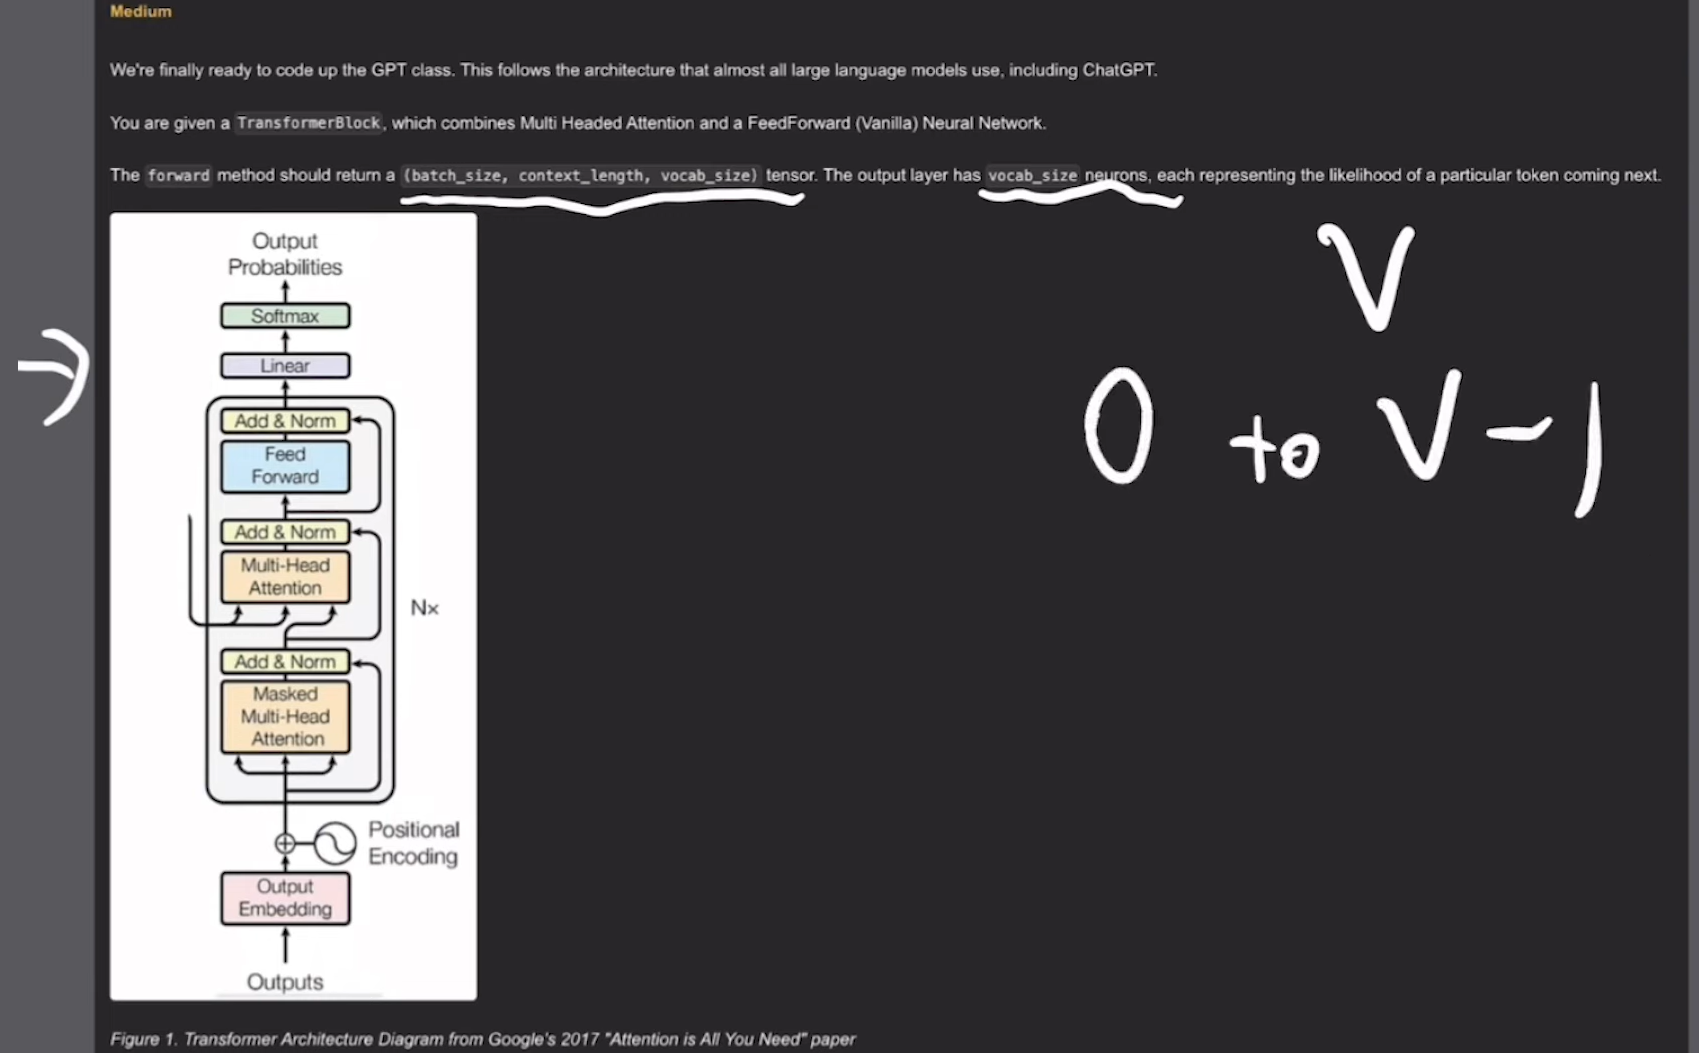 Medium
We're finally ready to code up the GPT class. This follows the architecture that almost all large language models use, including ChatGPT.
You are given a TransformerBlock, which combines Multi Headed Attention and a FeedForward (Vanilla) Neural Network.
The forward method should return a (batch_size, context_length, vocab_size) tensor. The output layer has vocab_size neurons, each representing the likelihood of a particular token coming next.
V
0 to V-1
Output
Probabilities
Softmax
Linear
Add & Norm
Feed
Forward
Add & Norm
Multi-Head
Attention
Nx
Add & Norm
Masked
Multi-Head
Attention
Positional
Encoding
Output
Embedding
Outputs
Figure 1. Transformer Architecture Diagram from Google's 2017 "Attention is All You Need" paper